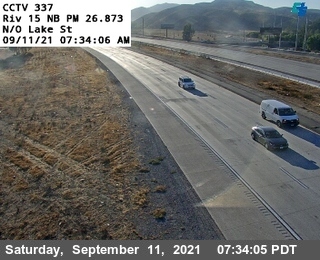 CCTV 337
Riv 15 NB PM 26.873
N/O Lake St
09/11/21 07:34:06 AM
Saturday, September 11, 2021 07:34:05 PDT